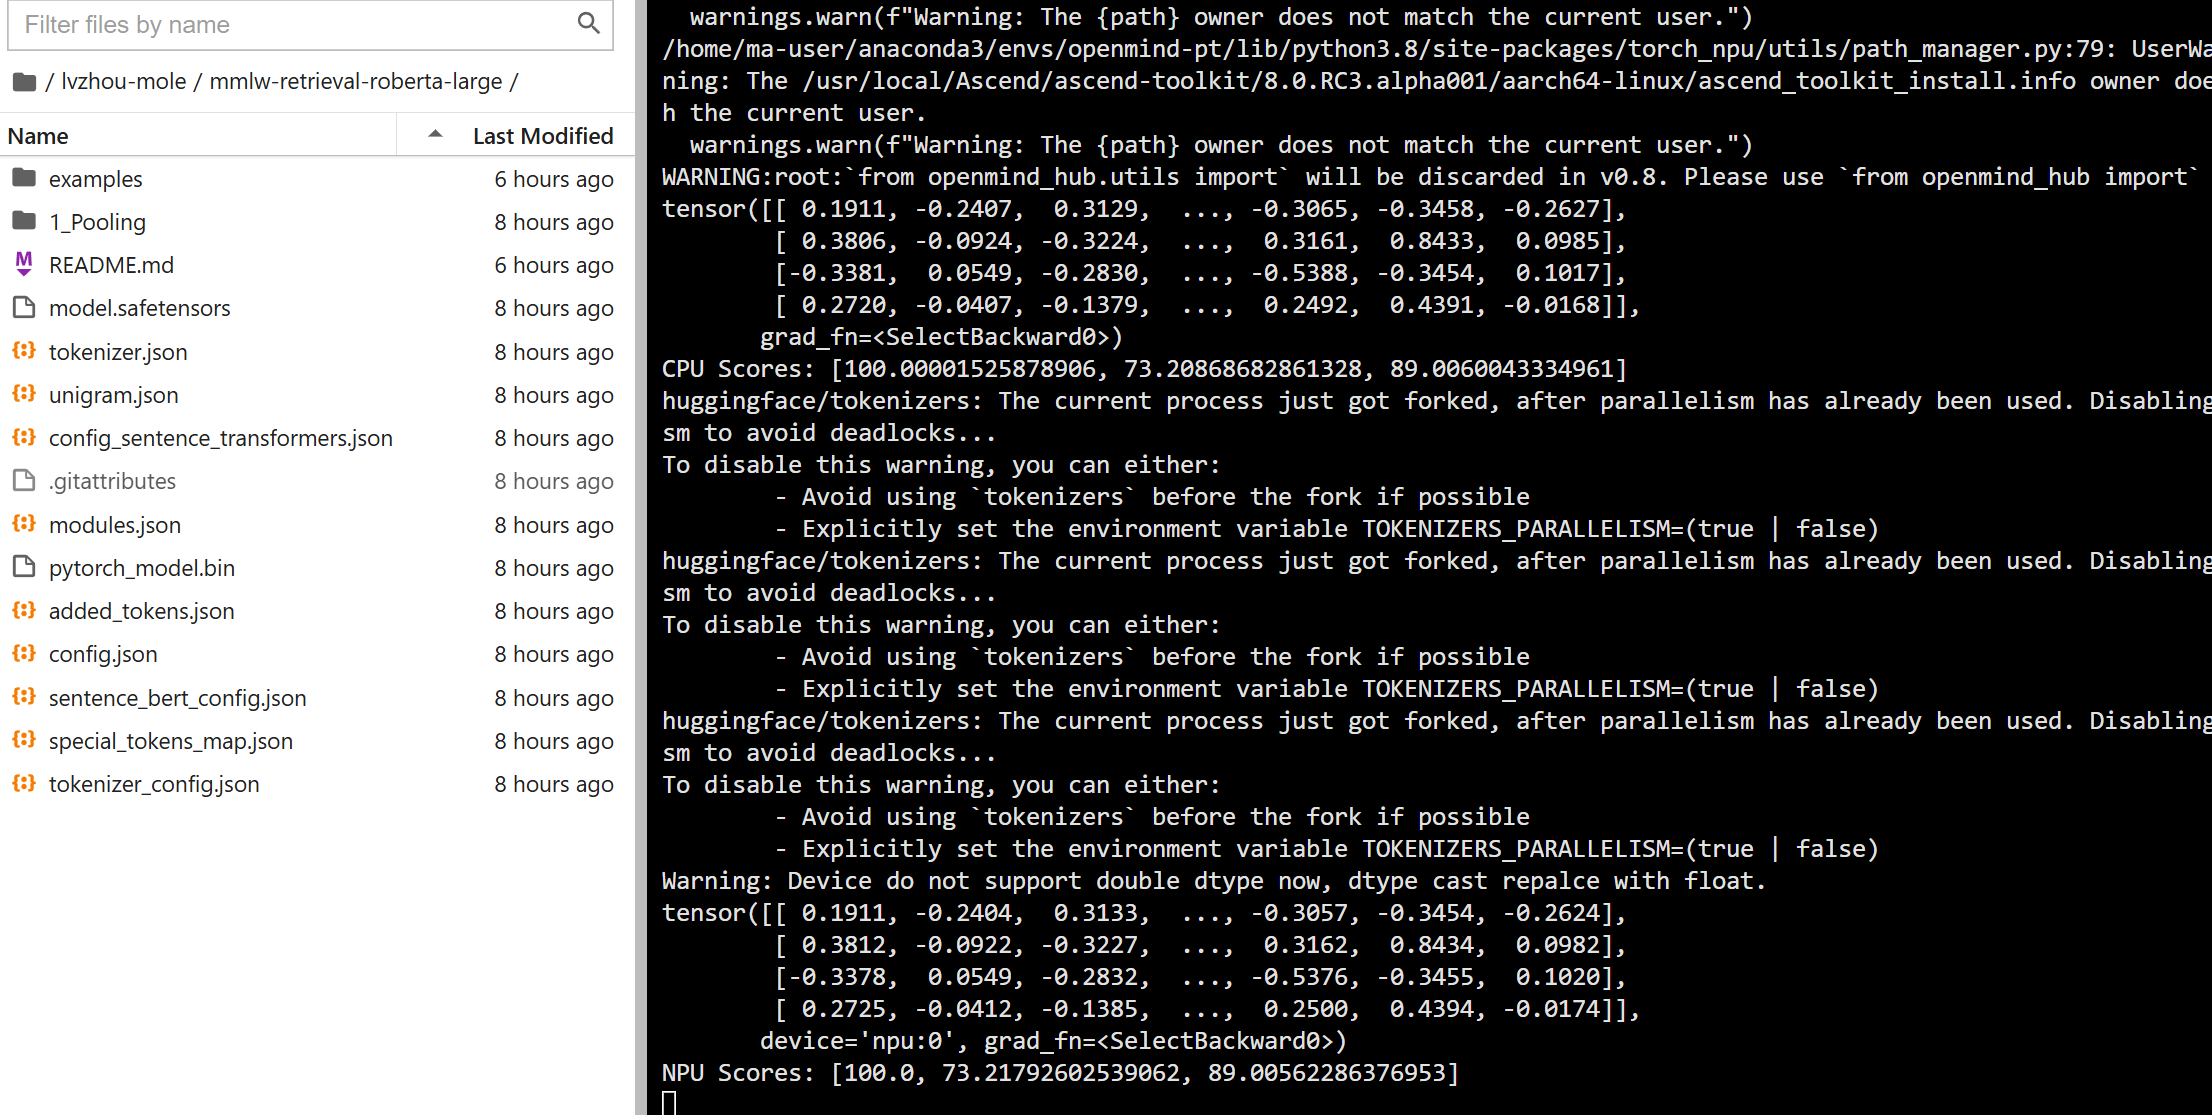 Filter files by name
/ lvzhou-mole / mmlw-retrieval-roberta-large /
Name Last Modified
examples 6 hours ago
1_Pooling 8 hours ago
README.md 6 hours ago
model.safetensors 8 hours ago
tokenizer.json 8 hours ago
unigram.json 8 hours ago
config_sentence_transformers.json 8 hours ago
.gitattributes 8 hours ago
modules.json 8 hours ago
pytorch_model.bin 8 hours ago
added_tokens.json 8 hours ago
config.json 8 hours ago
sentence_bert_config.json 8 hours ago
special_tokens_map.json 8 hours ago
tokenizer_config.json 8 hours ago
warnings.warn(f"Warning: The {path} owner does not match the current user.")
/home/ma-user/anaconda3/envs/openmind-pt/lib/python3.8/site-packages/torch_npu/utils/path_manager.py:79: UserWa
ning: The /usr/local/Ascend/ascend-toolkit/8.0.RC3.alpha001/aarch64-linux/ascend_toolkit_install.info owner doe
h the current user.
warnings.warn(f"Warning: The {path} owner does not match the current user.")
WARNING:root:`from openmind_hub.utils import` will be discarded in v0.8. Please use `from openmind_hub import`
tensor([[ 0.1911, -0.2407,  0.3129,  ..., -0.3065, -0.3458, -0.2627],
[ 0.3806, -0.0924, -0.3224,  ...,  0.3161,  0.8433,  0.0985],
[-0.3381,  0.0549, -0.2830,  ..., -0.5388, -0.3454,  0.1017],
[ 0.2720, -0.0407, -0.1379,  ...,  0.2492,  0.4391, -0.0168]],
grad_fn=<SelectBackward0>)
CPU Scores: [100.00001525878906, 73.20868682861328, 89.0060043334961]
huggingface/tokenizers: The current process just got forked, after parallelism has already been used. Disabling
sm to avoid deadlocks...
To disable this warning, you can either:
- Avoid using `tokenizers` before the fork if possible
- Explicitly set the environment variable TOKENIZERS_PARALLELISM=(true | false)
huggingface/tokenizers: The current process just got forked, after parallelism has already been used. Disabling
sm to avoid deadlocks...
To disable this warning, you can either:
- Avoid using `tokenizers` before the fork if possible
- Explicitly set the environment variable TOKENIZERS_PARALLELISM=(true | false)
huggingface/tokenizers: The current process just got forked, after parallelism has already been used. Disabling
sm to avoid deadlocks...
To disable this warning, you can either:
- Avoid using `tokenizers` before the fork if possible
- Explicitly set the environment variable TOKENIZERS_PARALLELISM=(true | false)
Warning: Device do not support double dtype now, dtype cast repalce with float.
tensor([[ 0.1911, -0.2404,  0.3133,  ..., -0.3057, -0.3454, -0.2624],
[ 0.3812, -0.0922, -0.3227,  ...,  0.3162,  0.8434,  0.0982],
[-0.3378,  0.0549, -0.2832,  ..., -0.5376, -0.3455,  0.1020],
[ 0.2725, -0.0412, -0.1385,  ...,  0.2500,  0.4394, -0.0174]],
device='npu:0', grad_fn=<SelectBackward0>)
NPU Scores: [100.0, 73.21792602539062, 89.00562286376953]